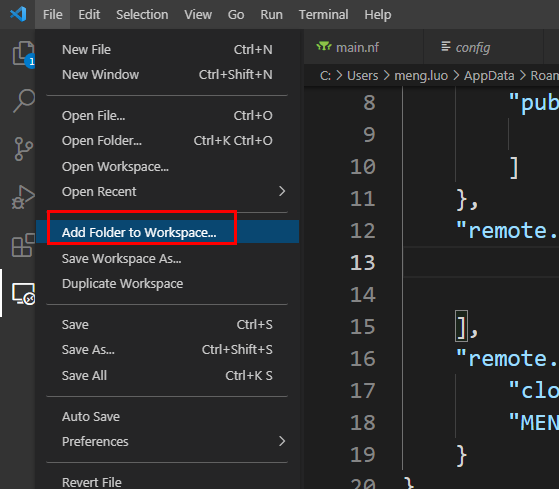 File Edit Selection View Go Run Terminal Help
New File Ctrl+N
New Window Ctrl+Shift+N
Open File... Ctrl+O
Open Folder... Ctrl+K Ctrl+O
Open Workspace...
Open Recent
Add Folder to Workspace...
Save Workspace As...
Duplicate Workspace
Save Ctrl+S
Save As... Ctrl+Shift+S
Save All Ctrl+K S
Auto Save
Preferences
Revert File
1
main.nf config
C: > Users > meng.luo > AppData > Roan
8 "pub
9
10 ]
11 },
12 "remote.
13
14
15 ],
16 "remote.
17 "clo
18 "MEN
19 }
20 }